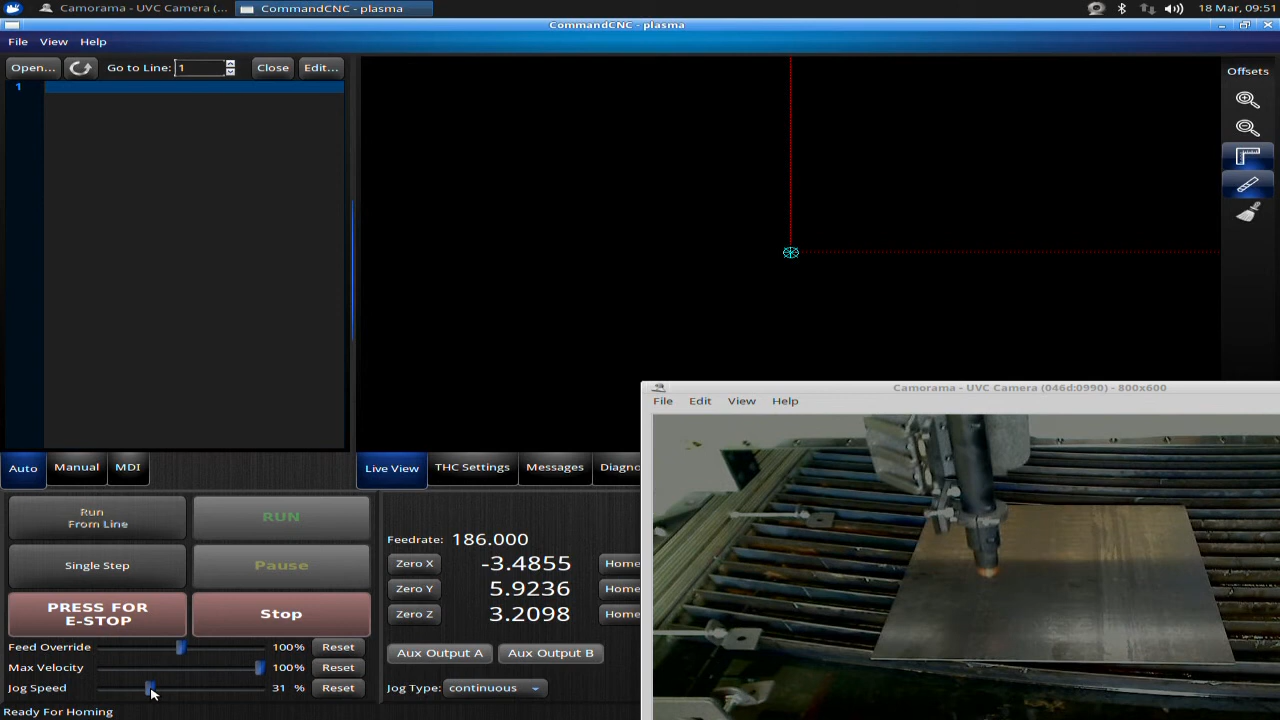 Camorama - UVC Camera (...
CommandCNC - plasma
18 Mar, 09:51
CommandCNC - plasma
File View Help
Open... Go to Line: 1 Close Edit...
Offsets
1
Camorama - UVC Camera (046d:0990) - 800x600
File Edit View Help
Auto Manual MDI
Live View THC Settings Messages Diagno
Run
From Line
RUN
Single Step
Pause
PRESS FOR
E-STOP
Stop
Feed Override 100% Reset
Max Velocity 100% Reset
Jog Speed 31 % Reset
Feedrate: 186.000
Zero X -3.4855 Home
Zero Y 5.9236 Home
Zero Z 3.2098 Home
Aux Output A Aux Output B
Jog Type: continuous
Ready For Homing